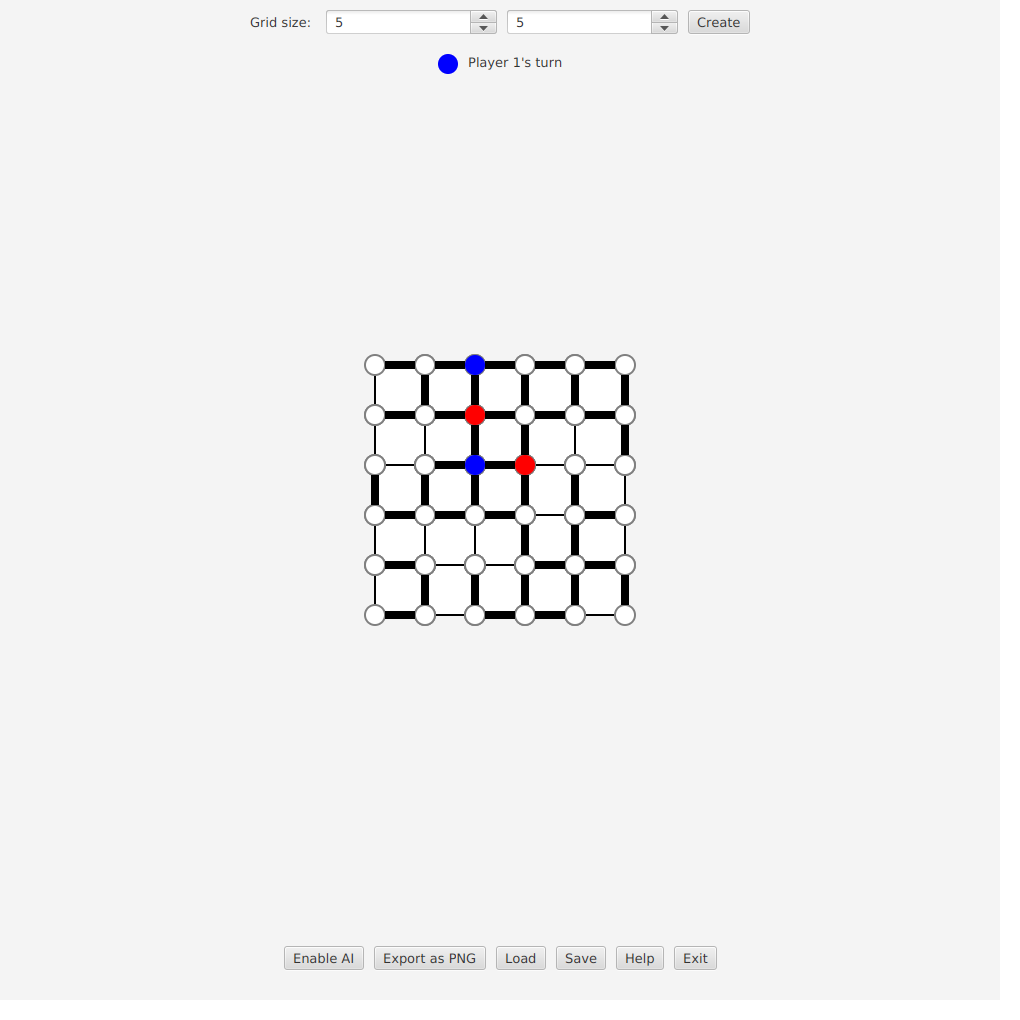 Grid size: 5 5 Create
Player 1's turn
Enable AI Export as PNG Load Save Help Exit